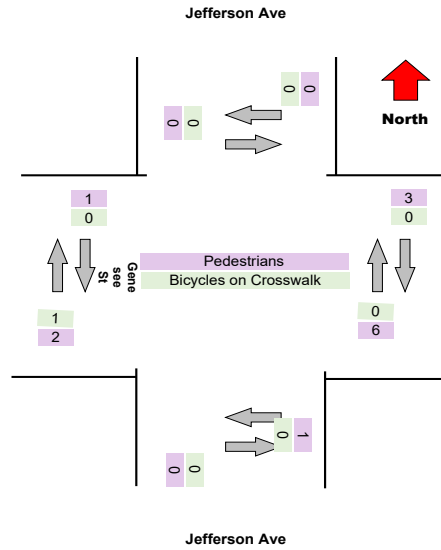 Jefferson Ave
0 0
0 0
North
1
0
3
0
Gene
see
St
Pedestrians
Bicycles on Crosswalk
1
2
0
6
0 1
0 0
Jefferson Ave